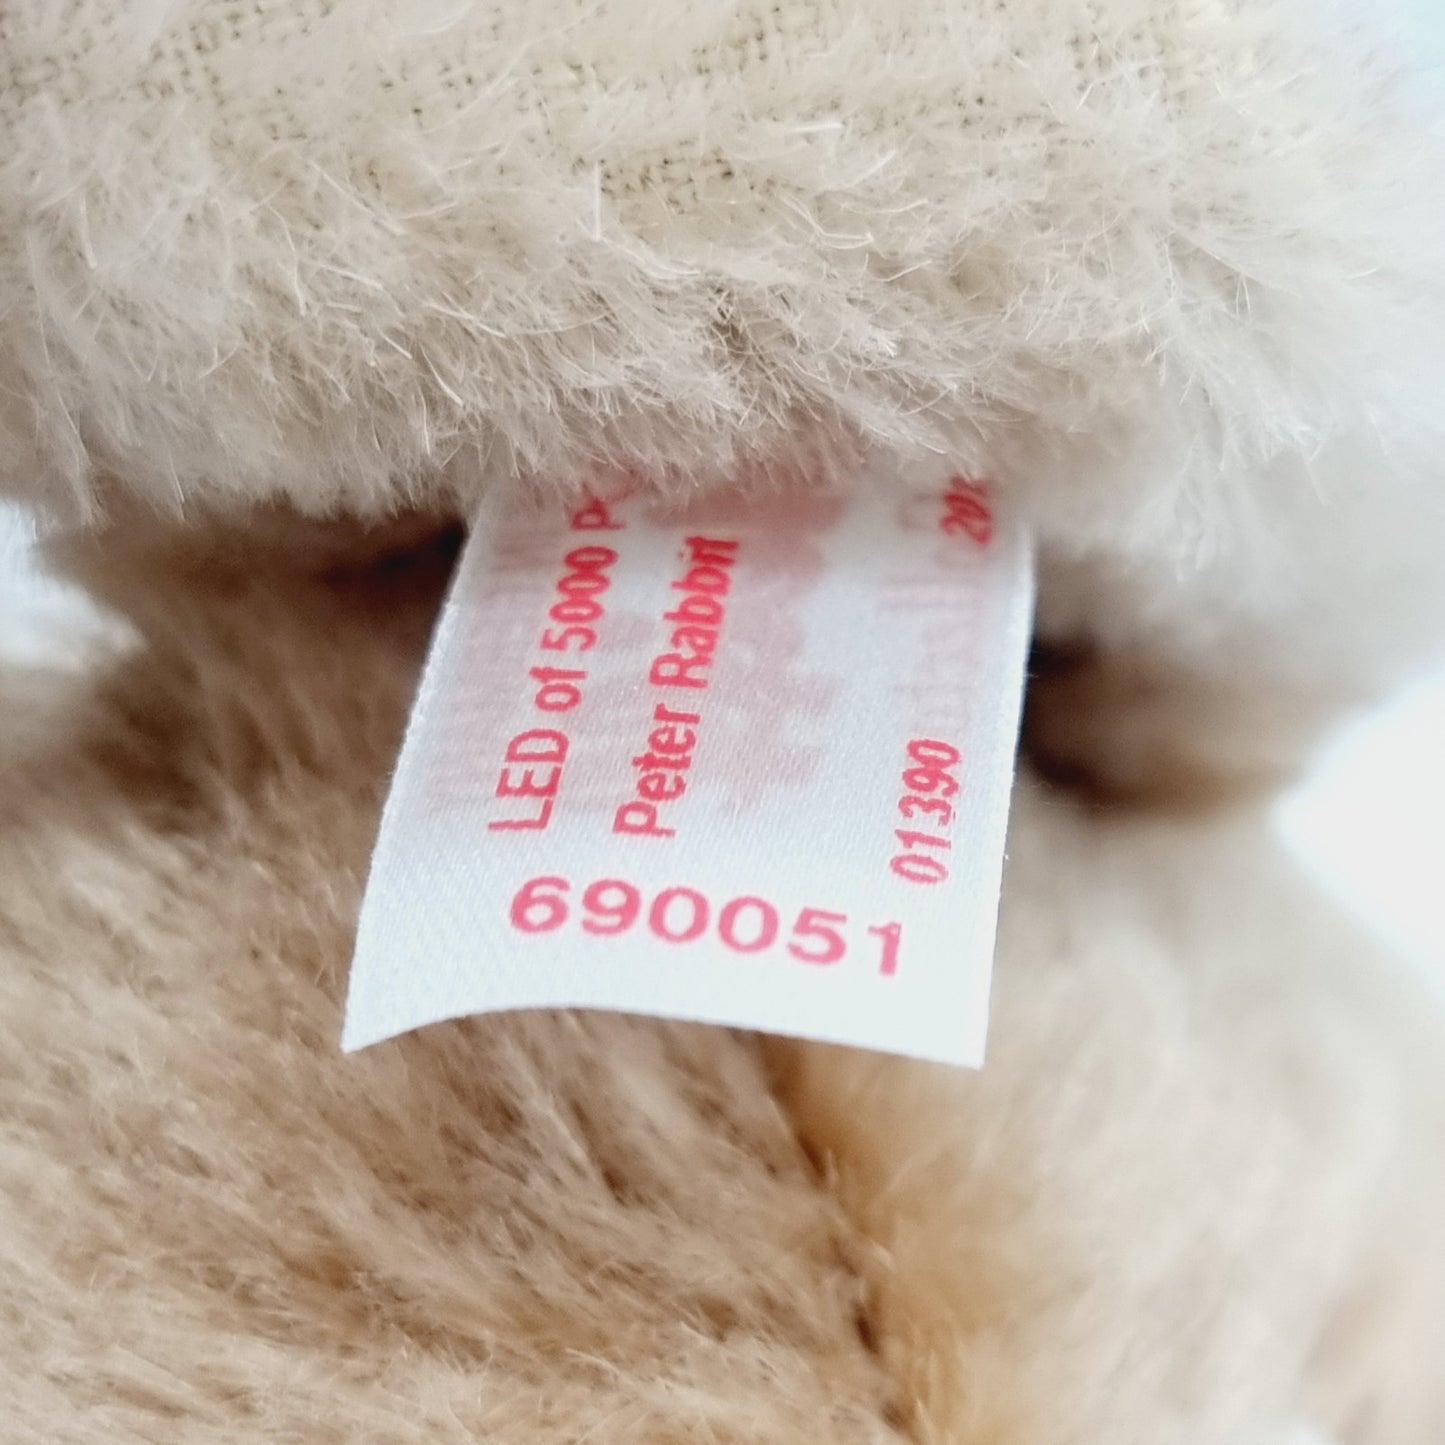 LED of 5000
Peter Rabbit
01390
690051